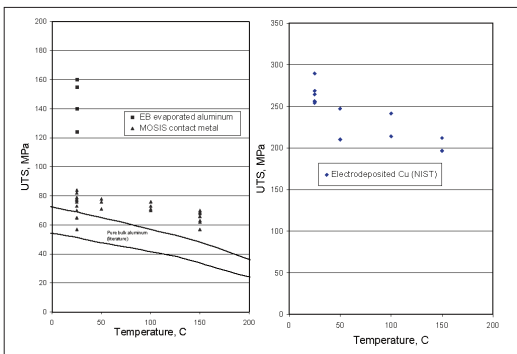 200
180
160
140
120
100
80
60
40
20
0
UTS, MPa
EB evaporated aluminum
MOSIS contact metal
Pure bulk aluminum
(literature)
0 50 100 150 200
Temperature, C
350
300
250
200
150
100
50
0
UTS, MPa
Electrodeposited Cu (NIST)
0 50 100 150 200
Temperature, C